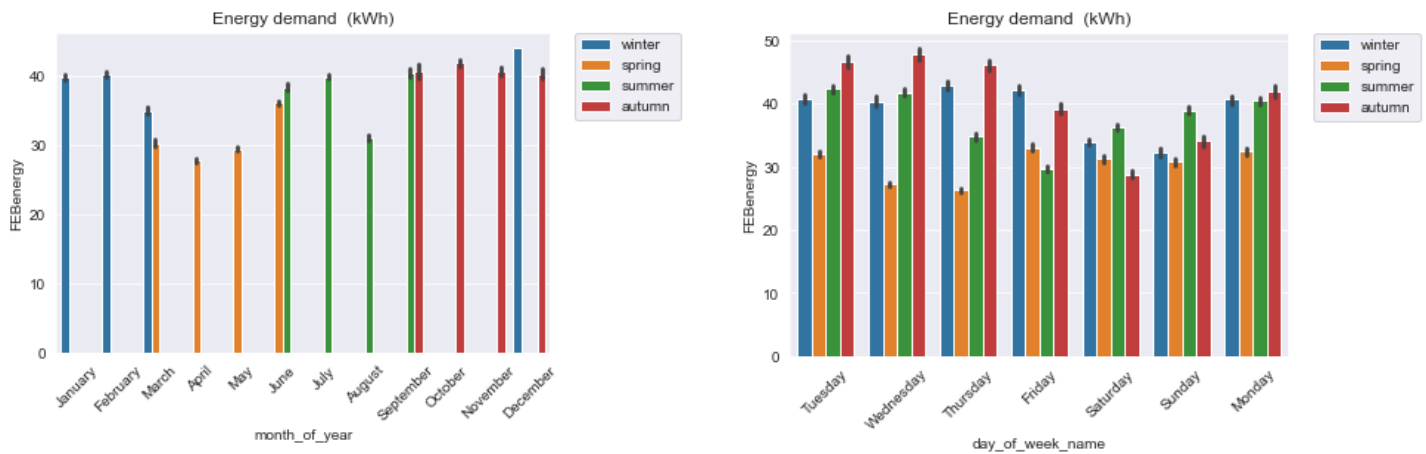 Energy demand  (kWh)
FEBenergy
40
30
20
10
0
January
February
March
April
May
June
July
August
September
October
November
December
month_of_year
winter
spring
summer
autumn
Energy demand  (kWh)
FEBenergy
50
40
30
20
10
0
Tuesday
Wednesday
Thursday
Friday
Saturday
Sunday
Monday
day_of_week_name
winter
spring
summer
autumn